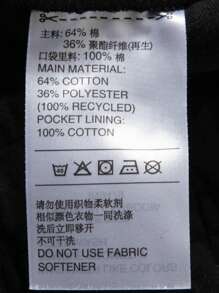 主料: 64% 棉
36% 聚酯纤维(再生)
口袋里料: 100% 棉
MAIN MATERIAL:
64% COTTON
36% POLYESTER
(100% RECYCLED)
POCKET LINING:
100% COTTON
请勿使用织物柔软剂
相似颜色衣物一同洗涤
洗后立即移开
不可干洗
DO NOT USE FABRIC
SOFTENER